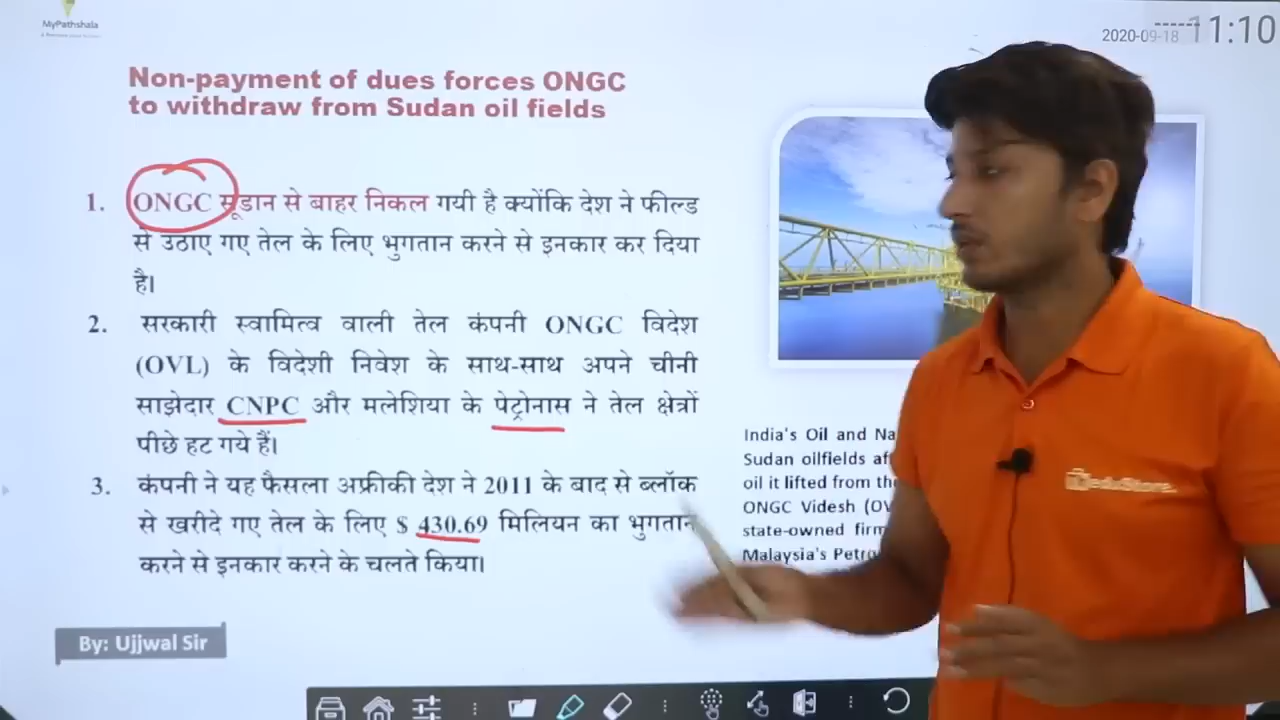 MyPathshala
2020-09-18
11:10
Non-payment of dues forces ONGC
to withdraw from Sudan oil fields
1. ONGC सूडान से बाहर निकल गयी है क्योंकि देश ने फील्ड
से उठाए गए तेल के लिए भुगतान करने से इनकार कर दिया
है।
2. सरकारी स्वामित्व वाली तेल कंपनी ONGC विदेश
(OVL) के विदेशी निवेश के साथ-साथ अपने चीनी
साझेदार CNPC और मलेशिया के पेट्रोनास ने तेल क्षेत्रों
पीछे हट गये हैं।
3. कंपनी ने यह फैसला अफ्रीकी देश ने 2011 के बाद से ब्लॉक
से खरीदे गए तेल के लिए $ 430.69 मिलियन का भुगतान
करने से इनकार करने के चलते किया।
India's Oil and Na
Sudan oilfields af
oil it lifted from th
ONGC Videsh (OV
state-owned firm
Malaysia's Petro
By: Ujjwal Sir